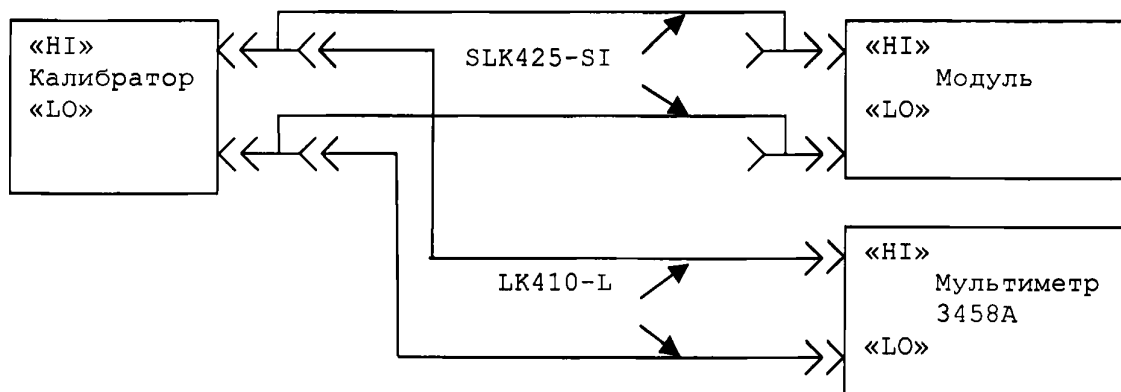 «HI»
Калибратор
«LO»
SLK425-SI
«HI»
Модуль
«LO»
LK410-L
«HI»
Мультиметр
3458A
«LO»